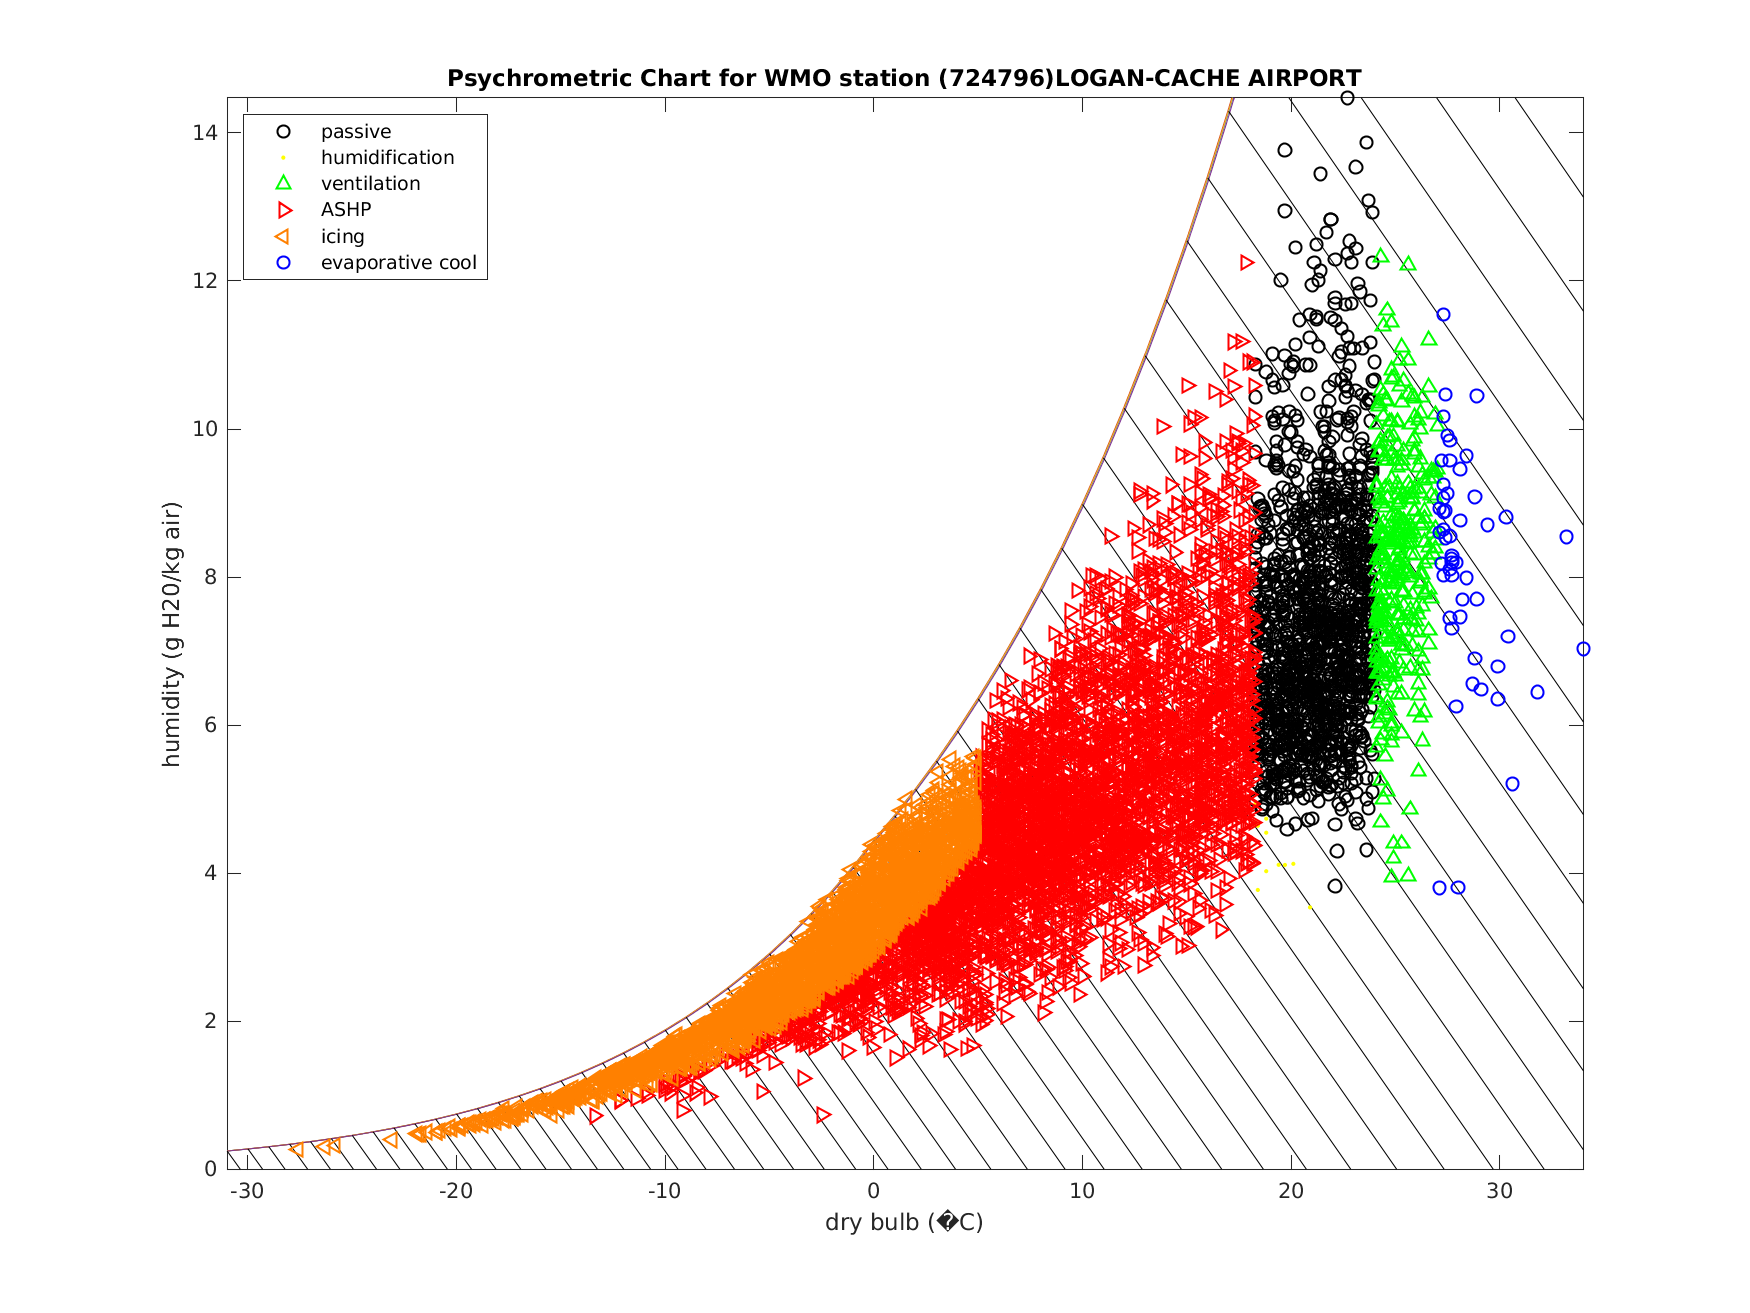 Psychrometric Chart for WMO station (724796)LOGAN-CACHE AIRPORT
passive
humidification
ventilation
ASHP
icing
evaporative cool
humidity (g H20/kg air)
14
12
10
8
6
4
2
0
-30 -20 -10 0 10 20 30
dry bulb (�C)